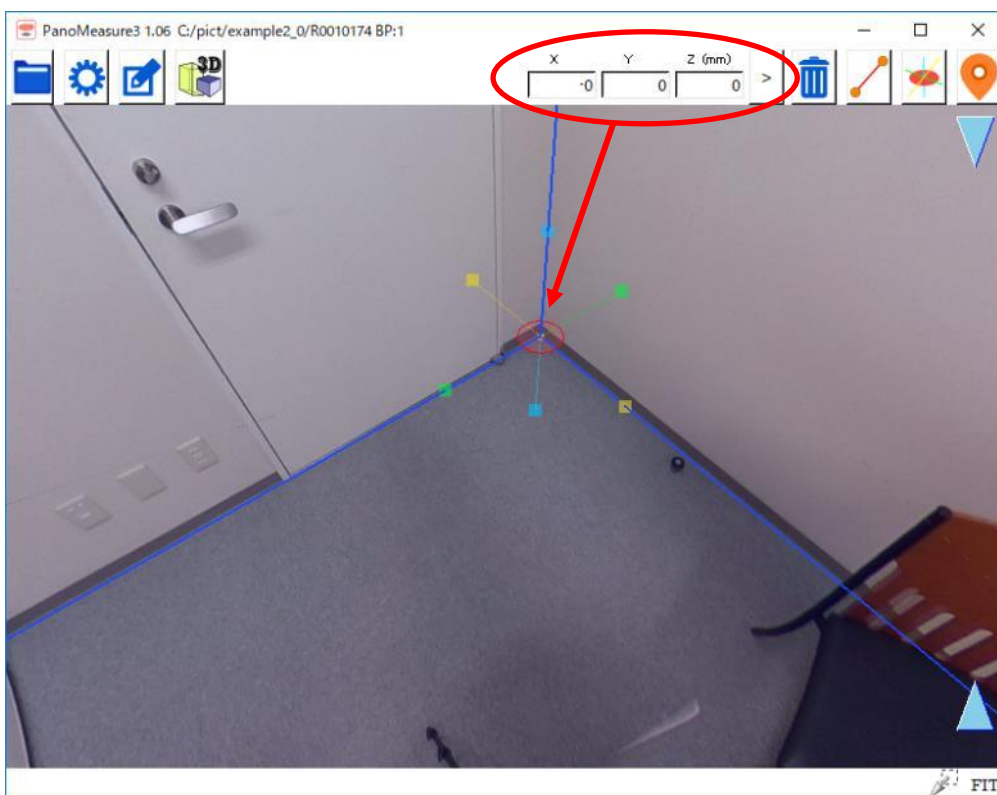 PanoMeasure3 1.06 C:/pict/example2_0/R0010174 BP:1
3D
X Y Z (mm)
-0 0 0 >
FIT